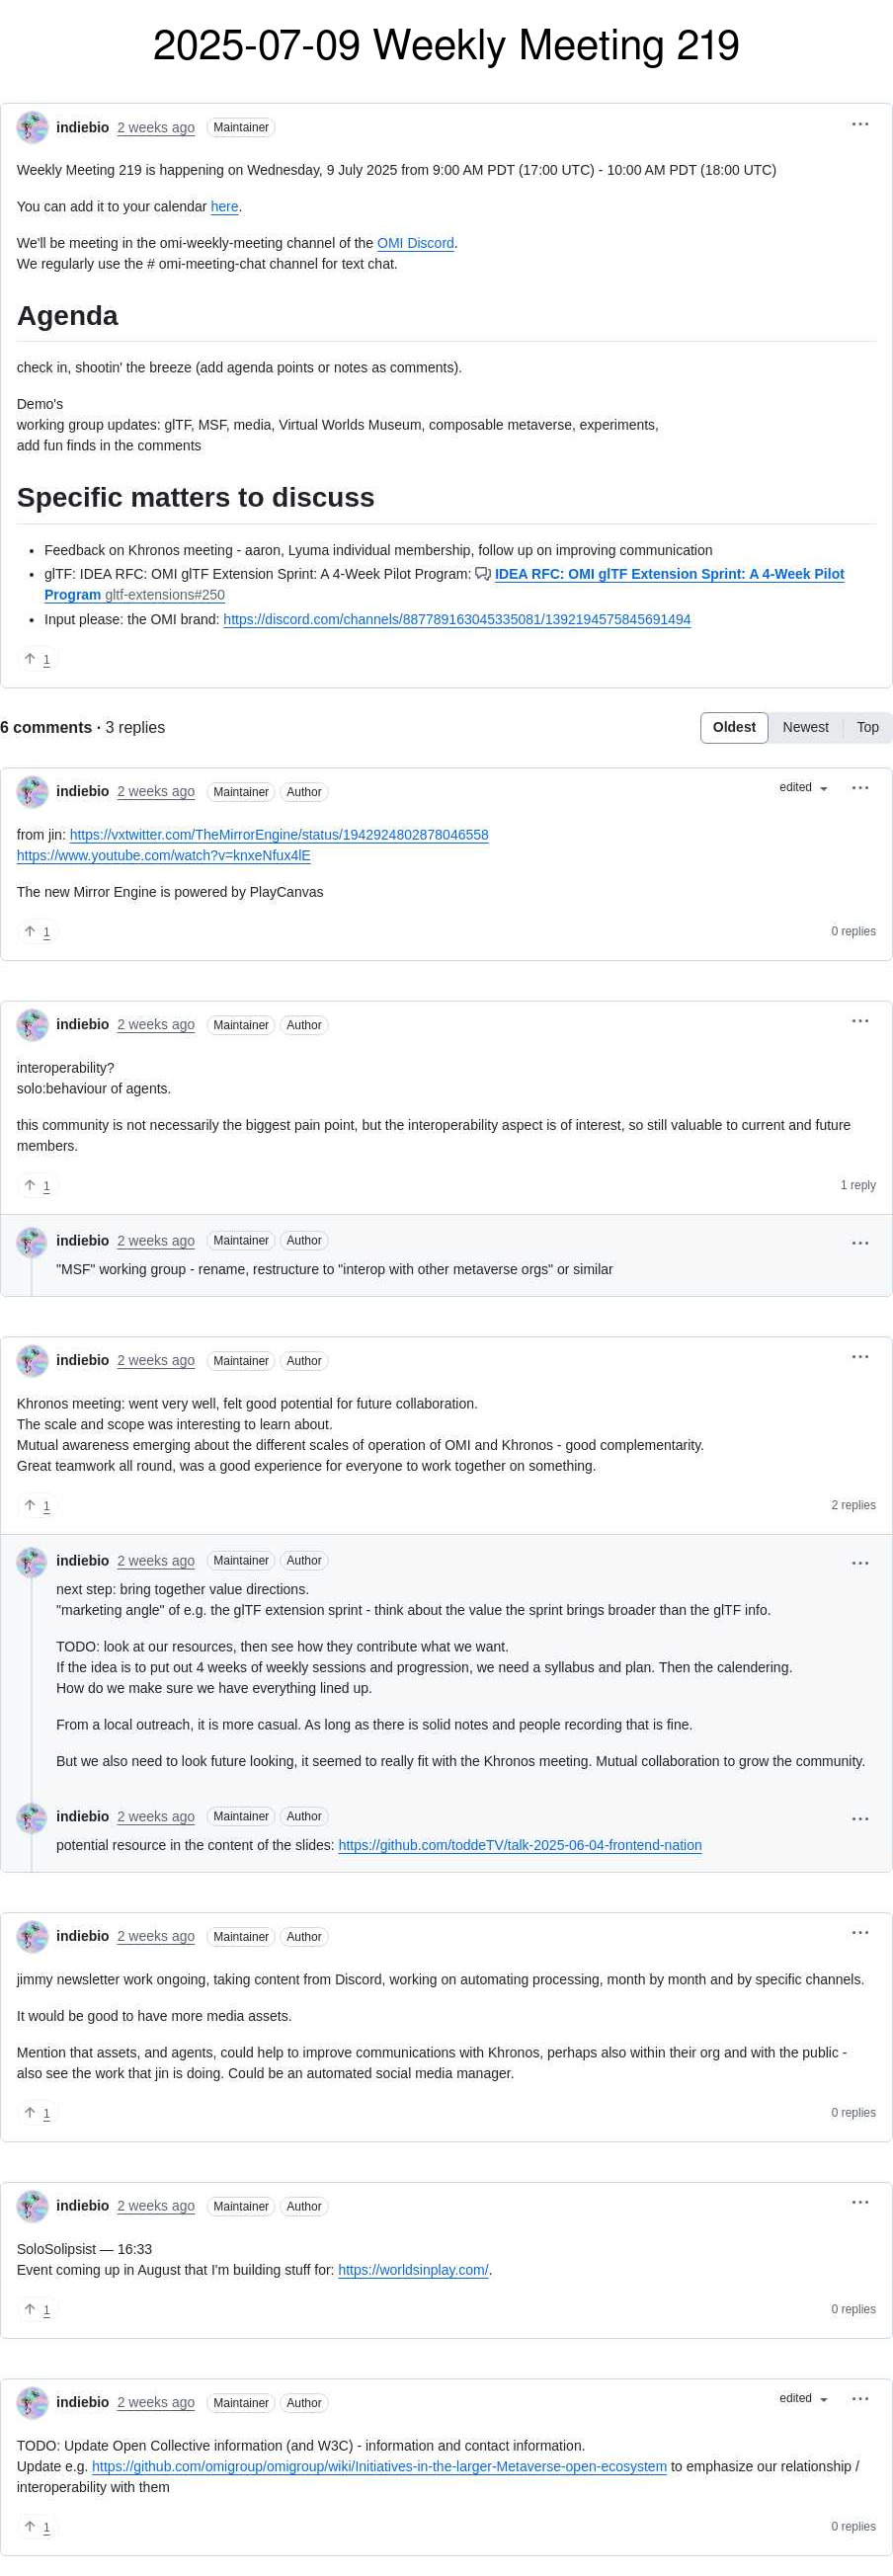 2025-07-09 Weekly Meeting 219
indiebio 2 weeks ago Maintainer
Weekly Meeting 219 is happening on Wednesday, 9 July 2025 from 9:00 AM PDT (17:00 UTC) - 10:00 AM PDT (18:00 UTC)
You can add it to your calendar here.
We'll be meeting in the omi-weekly-meeting channel of the OMI Discord.
We regularly use the # omi-meeting-chat channel for text chat.
Agenda
check in, shootin' the breeze (add agenda points or notes as comments).
Demo's
working group updates: glTF, MSF, media, Virtual Worlds Museum, composable metaverse, experiments,
add fun finds in the comments
Specific matters to discuss
• Feedback on Khronos meeting - aaron, Lyuma individual membership, follow up on improving communication
• glTF: IDEA RFC: OMI glTF Extension Sprint: A 4-Week Pilot Program: IDEA RFC: OMI glTF Extension Sprint: A 4-Week Pilot
Program gltf-extensions#250
• Input please: the OMI brand: https://discord.com/channels/887789163045335081/1392194575845691494
1
6 comments · 3 replies
Oldest Newest Top
indiebio 2 weeks ago Maintainer Author edited
from jin: https://vxtwitter.com/TheMirrorEngine/status/1942924802878046558
https://www.youtube.com/watch?v=knxeNfux4lE
The new Mirror Engine is powered by PlayCanvas
1 0 replies
indiebio 2 weeks ago Maintainer Author
interoperability?
solo:behaviour of agents.
this community is not necessarily the biggest pain point, but the interoperability aspect is of interest, so still valuable to current and future
members.
1 1 reply
indiebio 2 weeks ago Maintainer Author
"MSF" working group - rename, restructure to "interop with other metaverse orgs" or similar
indiebio 2 weeks ago Maintainer Author
Khronos meeting: went very well, felt good potential for future collaboration.
The scale and scope was interesting to learn about.
Mutual awareness emerging about the different scales of operation of OMI and Khronos - good complementarity.
Great teamwork all round, was a good experience for everyone to work together on something.
1 2 replies
indiebio 2 weeks ago Maintainer Author
next step: bring together value directions.
"marketing angle" of e.g. the glTF extension sprint - think about the value the sprint brings broader than the glTF info.
TODO: look at our resources, then see how they contribute what we want.
If the idea is to put out 4 weeks of weekly sessions and progression, we need a syllabus and plan. Then the calendering.
How do we make sure we have everything lined up.
From a local outreach, it is more casual. As long as there is solid notes and people recording that is fine.
But we also need to look future looking, it seemed to really fit with the Khronos meeting. Mutual collaboration to grow the community.
indiebio 2 weeks ago Maintainer Author
potential resource in the content of the slides: https://github.com/toddeTV/talk-2025-06-04-frontend-nation
indiebio 2 weeks ago Maintainer Author
jimmy newsletter work ongoing, taking content from Discord, working on automating processing, month by month and by specific channels.
It would be good to have more media assets.
Mention that assets, and agents, could help to improve communications with Khronos, perhaps also within their org and with the public -
also see the work that jin is doing. Could be an automated social media manager.
1 0 replies
indiebio 2 weeks ago Maintainer Author
SoloSolipsist — 16:33
Event coming up in August that I'm building stuff for: https://worldsinplay.com/.
1 0 replies
indiebio 2 weeks ago Maintainer Author edited
TODO: Update Open Collective information (and W3C) - information and contact information.
Update e.g. https://github.com/omigroup/omigroup/wiki/Initiatives-in-the-larger-Metaverse-open-ecosystem to emphasize our relationship /
interoperability with them
1 0 replies